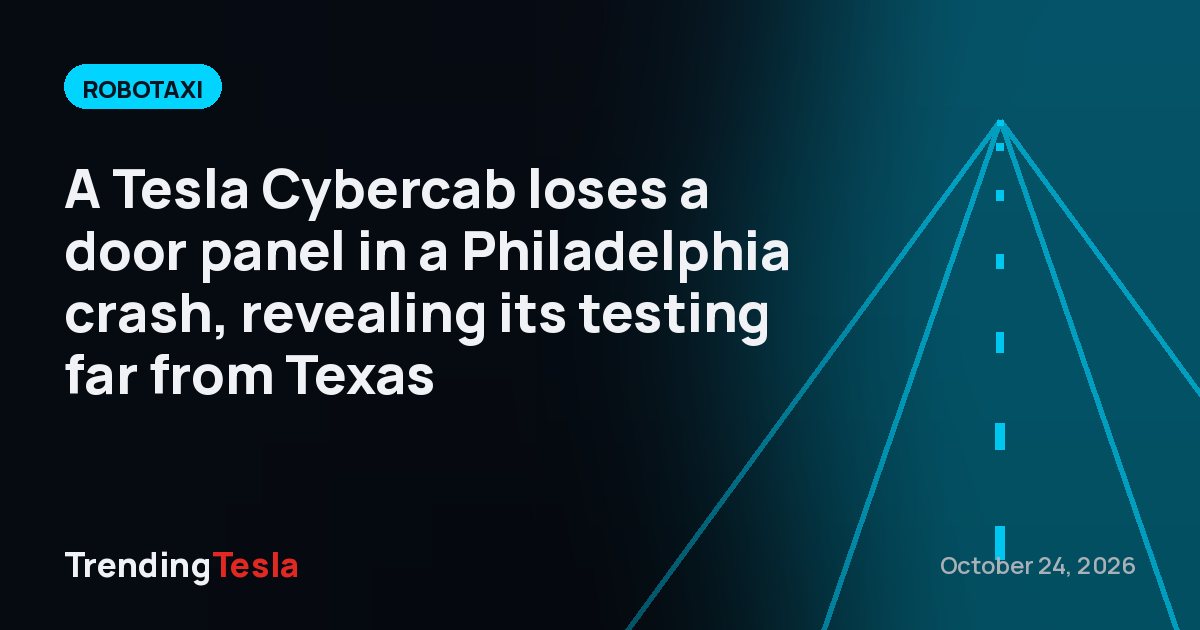 ROBOTAXI
A Tesla Cybercab loses a
door panel in a Philadelphia
crash, revealing its testing
far from Texas
TrendingTesla
October 24, 2026